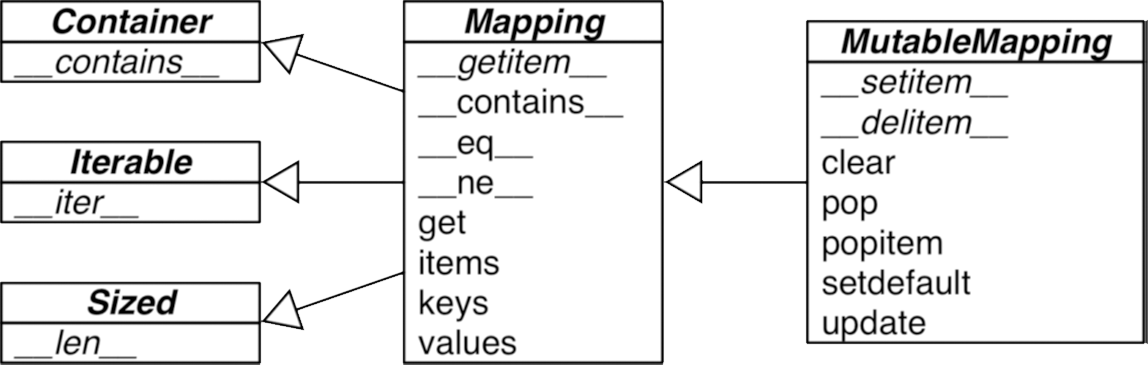 Container
__contains__
Iterable
__iter__
Sized
__len__
Mapping
__getitem__
__contains__
__eq__
__ne__
get
items
keys
values
MutableMapping
__setitem__
__delitem__
clear
pop
popitem
setdefault
update